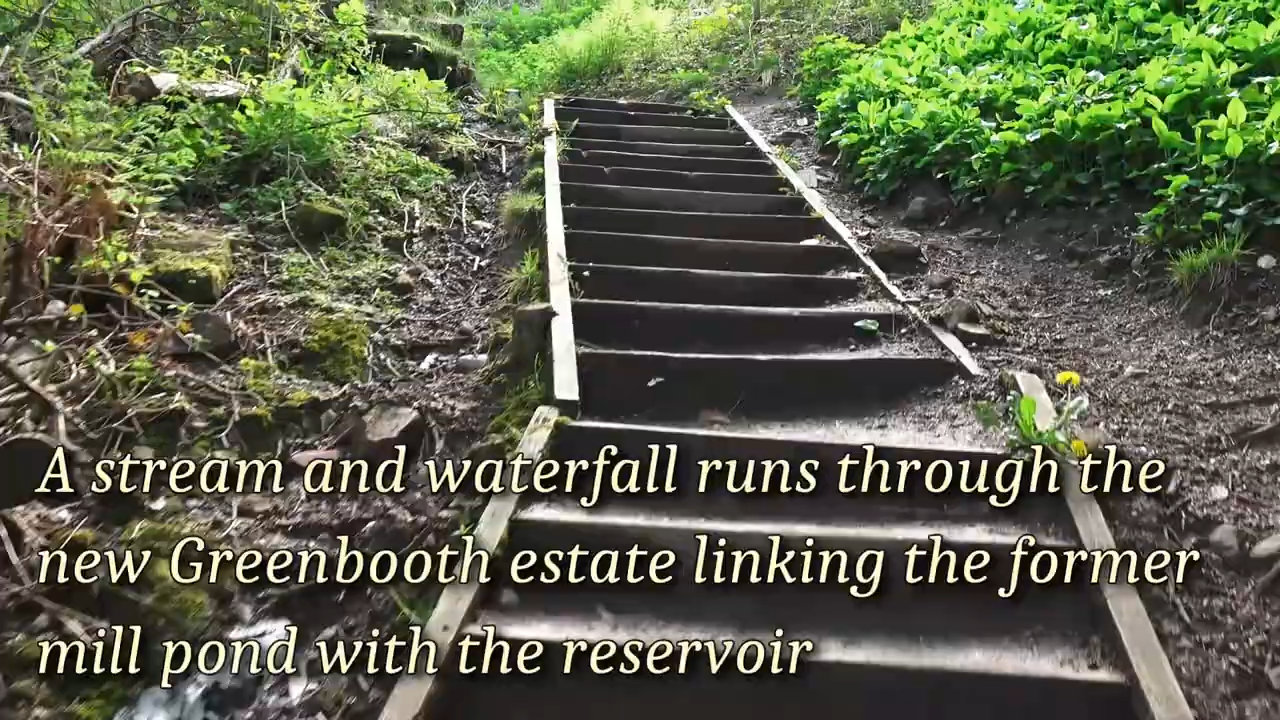 A stream and waterfall runs through the
new Greenbooth estate linking the former
mill pond with the reservoir